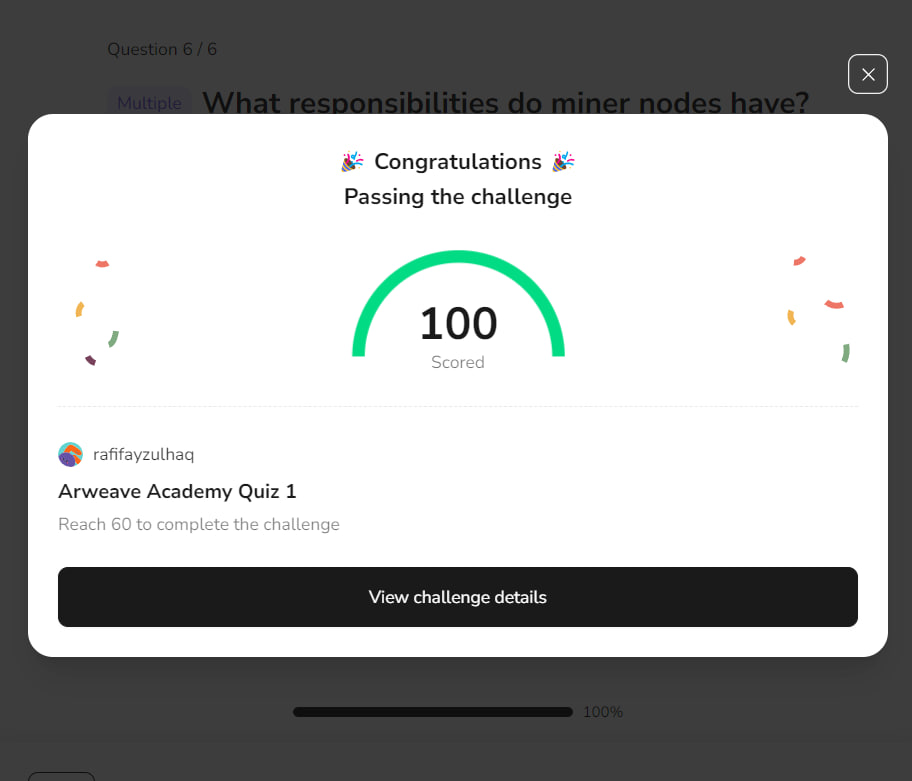 Question 6 / 6
Multiple What responsibilities do miner nodes have?
Congratulations
Passing the challenge
100
Scored
rafifayzulhaq
Arweave Academy Quiz 1
Reach 60 to complete the challenge
View challenge details
100%